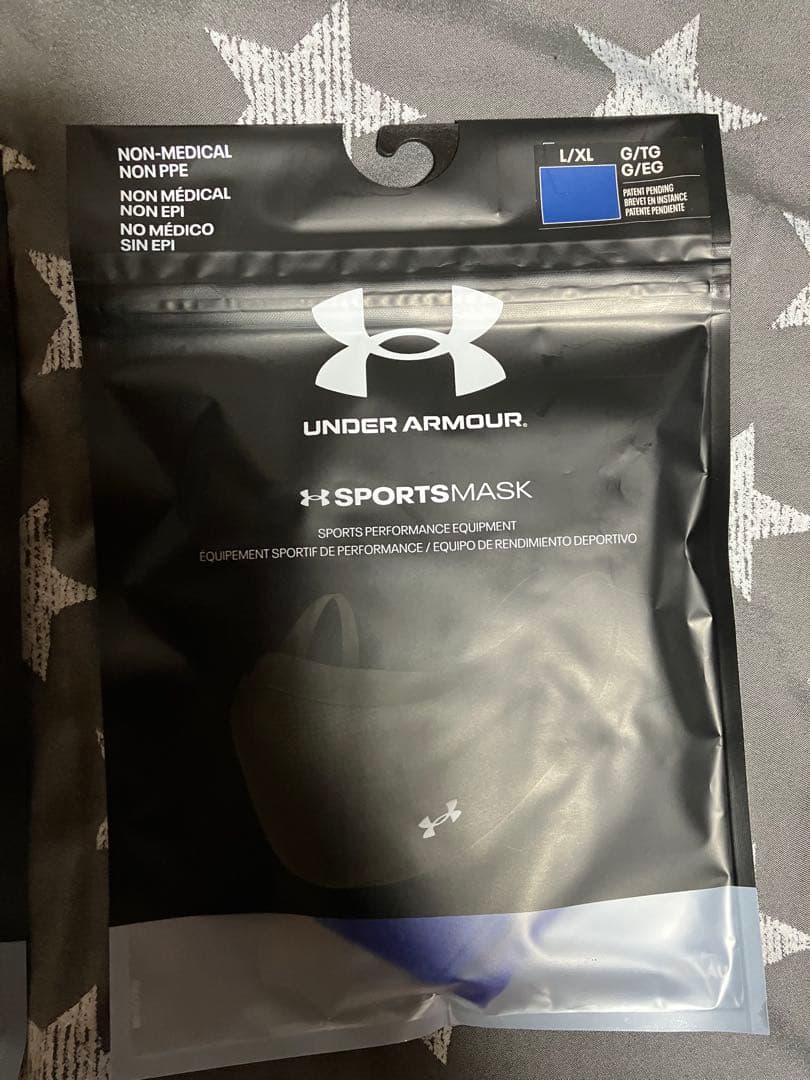 NON-MEDICAL
NON PPE
NON MÉDICAL
NON EPI
NO MÉDICO
SIN EPI
L/XL
G/TG
G/EG
PATENT PENDING
BREVET EN INSTANCE
PATENTE PENDIENTE
UNDER ARMOUR®
SPORTSMASK
SPORTS PERFORMANCE EQUIPMENT
ÉQUIPEMENT SPORTIF DE PERFORMANCE / EQUIPO DE RENDIMIENTO DEPORTIVO